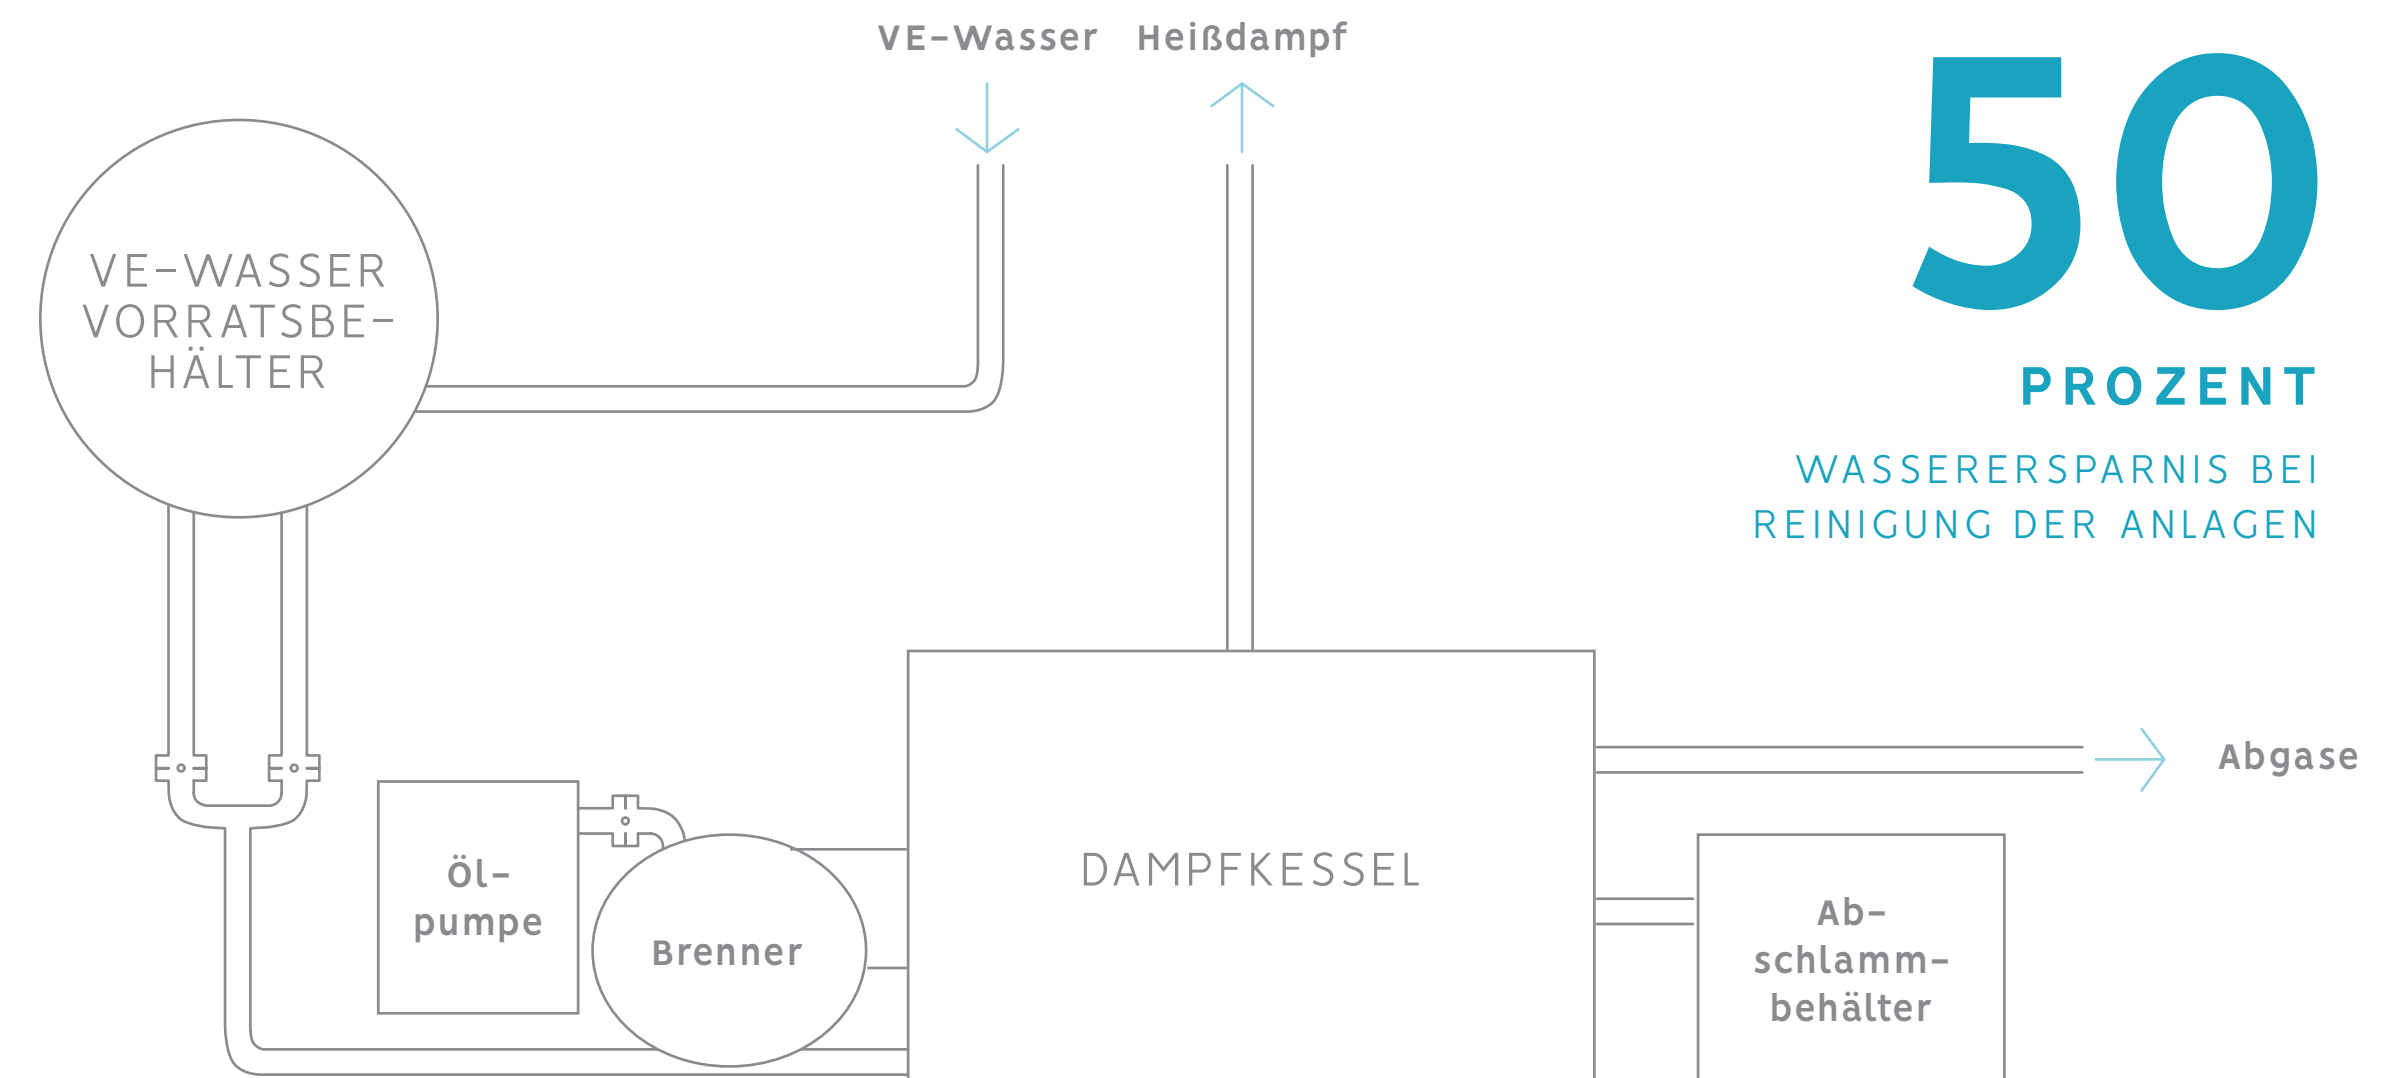 VE-Wasser Heißdampf
50
PROZENT
WASSERERSPARNIS BEI
REINIGUNG DER ANLAGEN
VE-WASSER
VORRATSBE-
HÄLTER
Abgase
Öl-
pumpe
Brenner
DAMPFKESSEL
Ab-
schlamm-
behälter